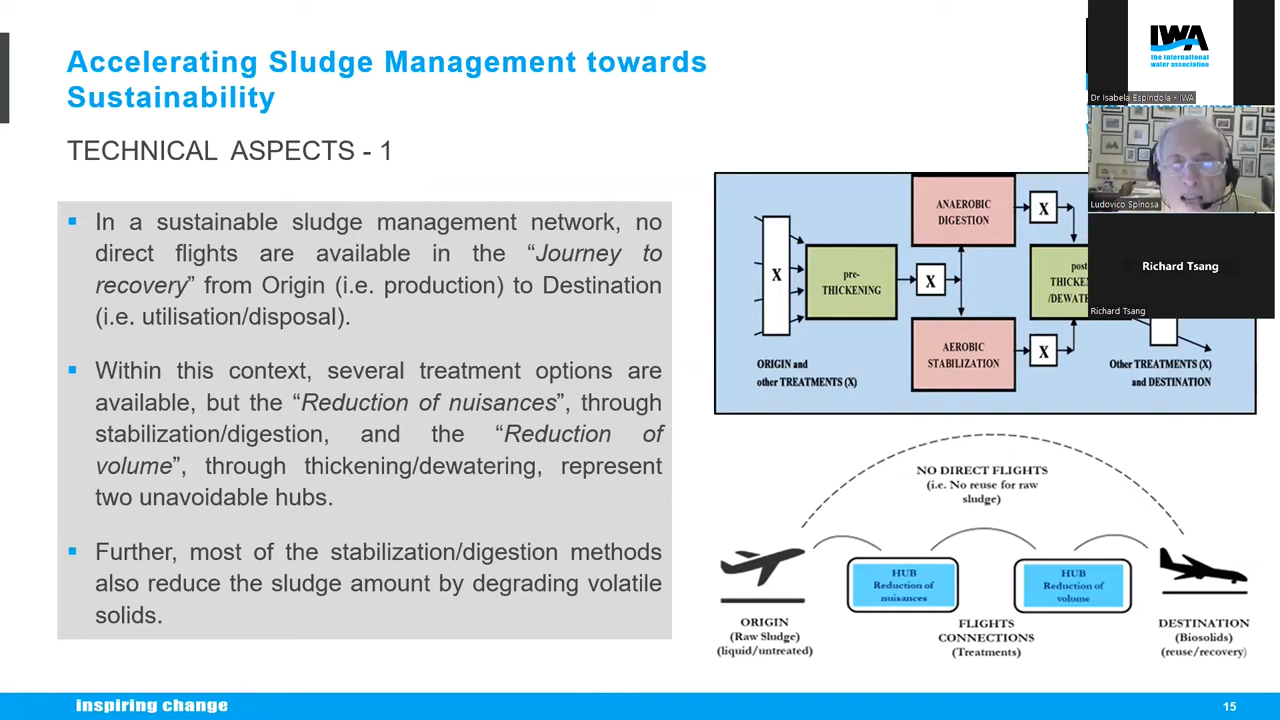 Accelerating Sludge Management towards
Sustainability
TECHNICAL ASPECTS - 1
In a sustainable sludge management network, no
direct flights are available in the “Journey to
recovery” from Origin (i.e. production) to Destination
(i.e. utilisation/disposal).
Within this context, several treatment options are
available, but the “Reduction of nuisances”, through
stabilization/digestion, and the “Reduction of
volume”, through thickening/dewatering, represent
two unavoidable hubs.
Further, most of the stabilization/digestion methods
also reduce the sludge amount by degrading volatile
solids.
X
pre-
THICKENING
X
ANAEROBIC
DIGESTION
X
AEROBIC
STABILIZATION
X
ORIGIN and
other TREATMENTS (X)
Other TREATMENTS (X)
and DESTINATION
NO DIRECT FLIGHTS
(i.e. No reuse for raw
sludge)
HUB
Reduction of
nuisances
HUB
Reduction of
volume
ORIGIN
(Raw Sludge)
(liquid/untreated)
FLIGHTS
CONNECTIONS
(Treatments)
DESTINATION
(Biosolids)
(reuse/recovery)
IWA
the international
water association
Dr Isabela Espindola - IWA
Ludovico Spinosa
Richard Tsang
Richard Tsang
inspiring change
15